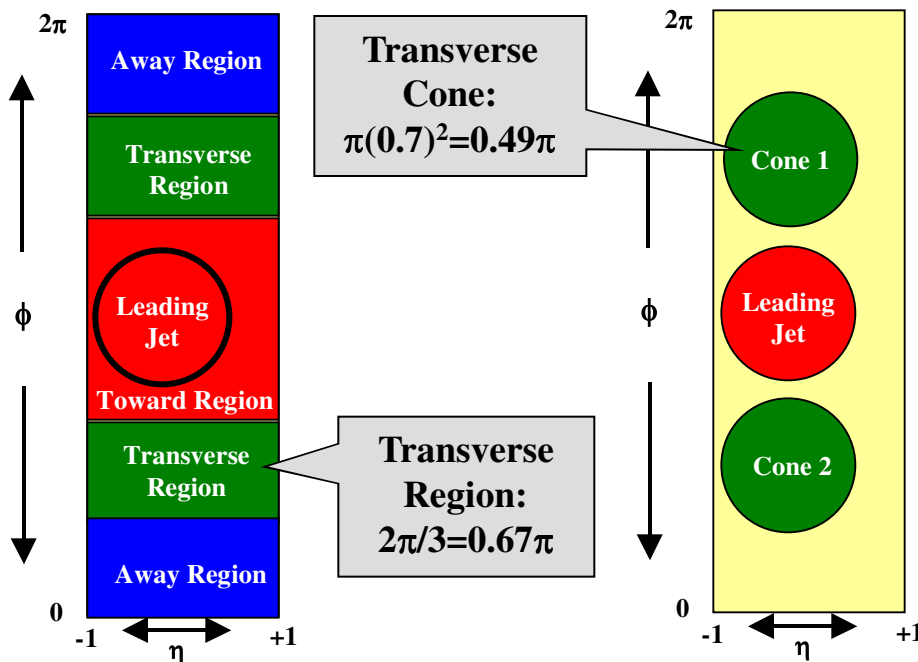 2π
Away Region
Transverse
Region
Leading
Jet
Toward Region
Transverse
Region
Away Region
0
-1
+1
η
ϕ
Transverse
Cone:
π(0.7)²=0.49π
Transverse
Region:
2π/3=0.67π
2π
Cone 1
Leading
Jet
Cone 2
ϕ
0
-1
+1
η